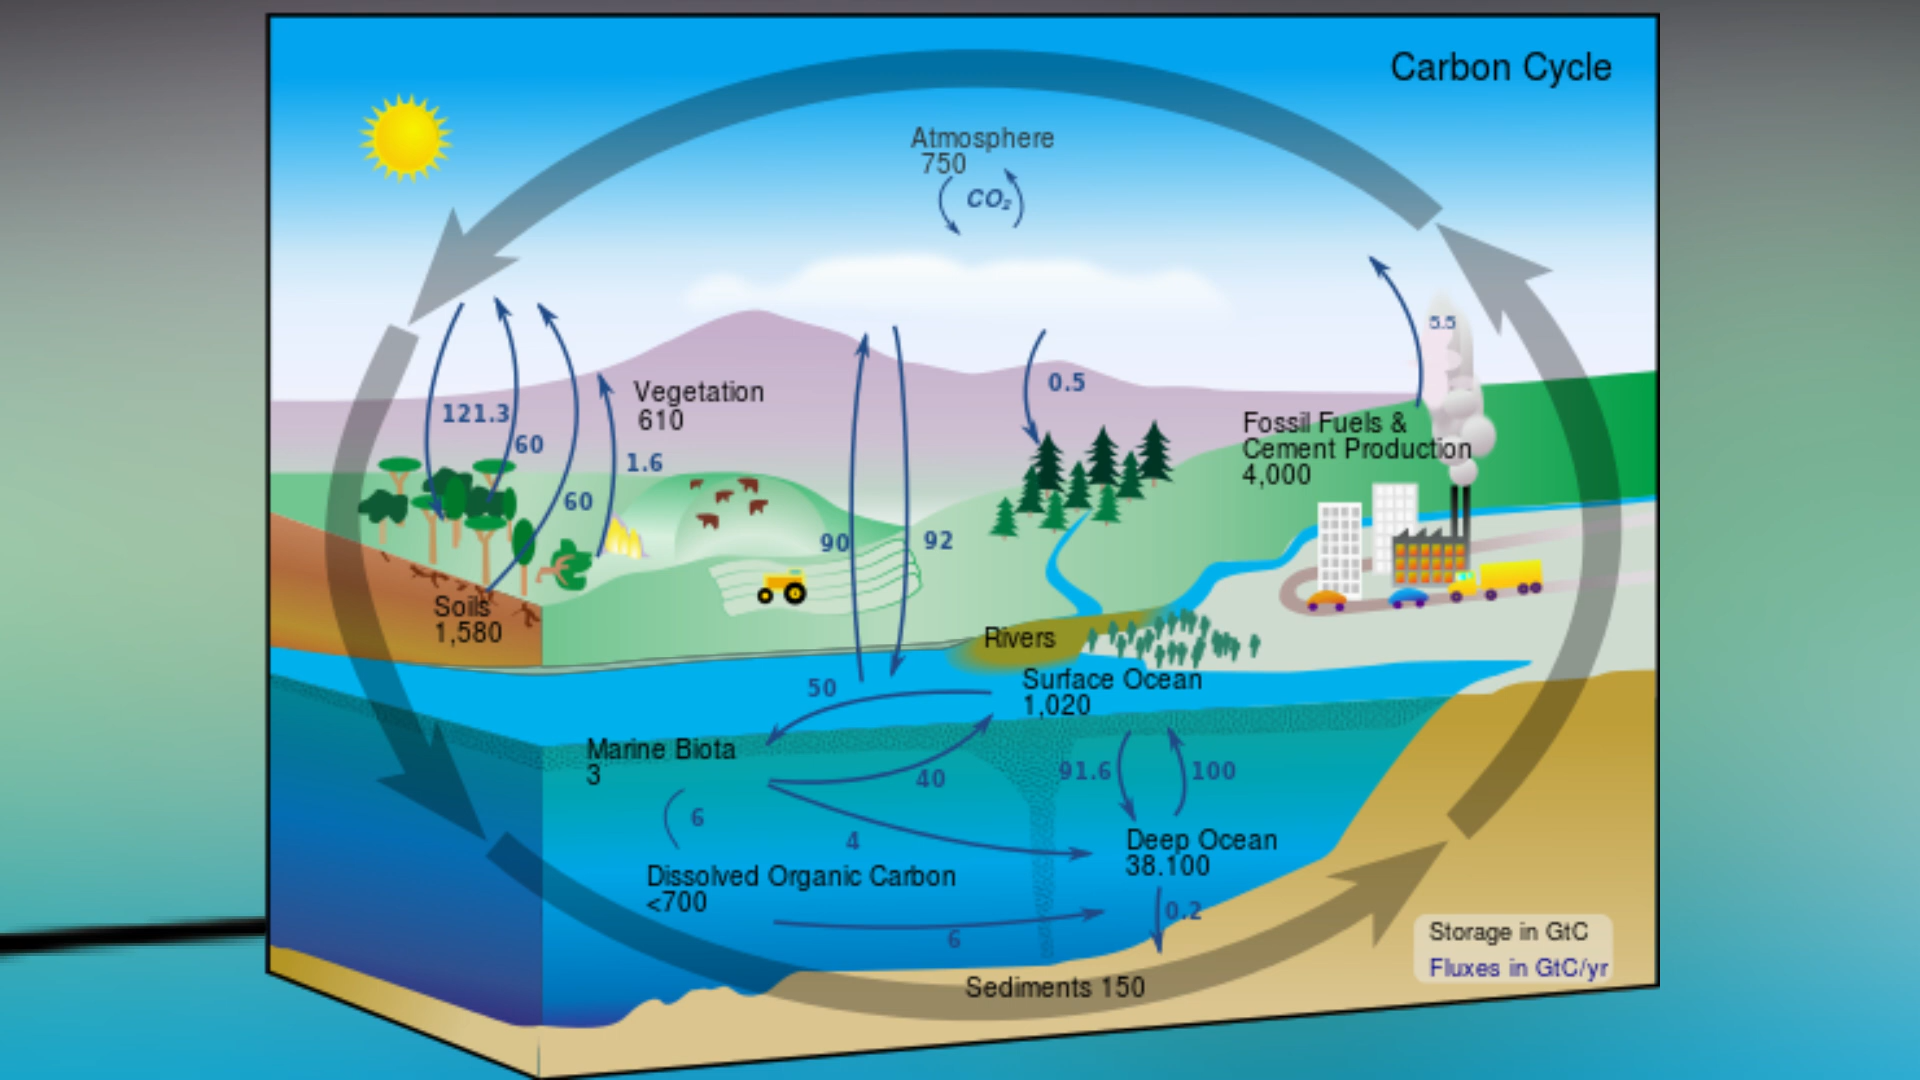 Carbon Cycle
Atmosphere
750
CO₂
5.5
121.3
60
60
1.6
Vegetation
610
0.5
90
92
Fossil Fuels &
Cement Production
4,000
Soils
1,580
Rivers
50
Surface Ocean
1,020
Marine Biota
3
40
91.6
100
6
4
Deep Ocean
38.100
Dissolved Organic Carbon
<700
6
0.2
Sediments 150
Storage in GtC
Fluxes in GtC/yr